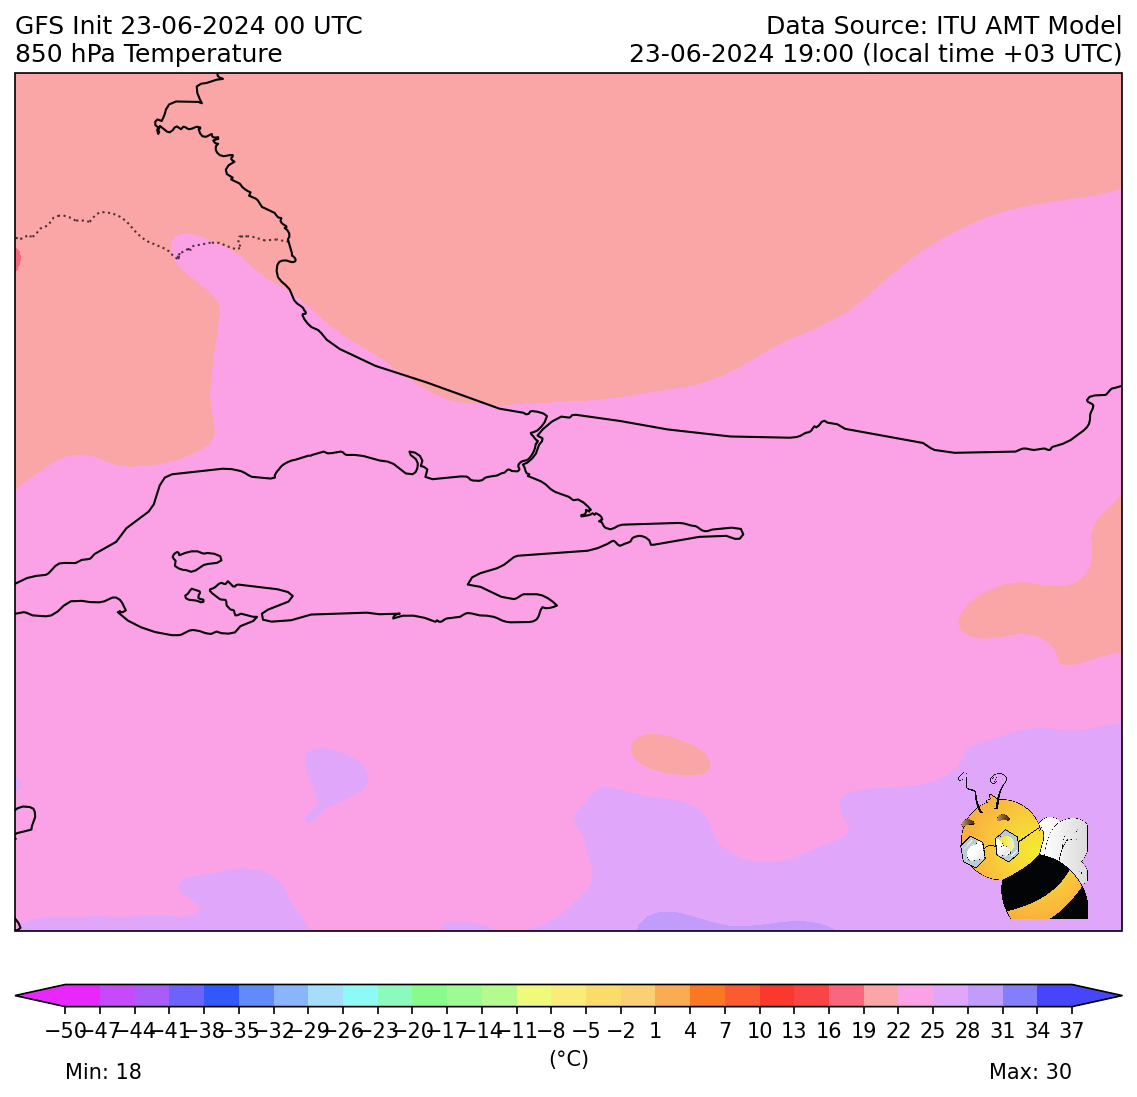 GFS Init 23-06-2024 00 UTC
850 hPa Temperature
Data Source: ITU AMT Model
23-06-2024 19:00 (local time +03 UTC)
−50 −47 −44 −41 −38 −35 −32 −29 −26 −23 −20 −17 −14 −11 −8 −5 −2 1 4 7 10 13 16 19 22 25 28 31 34 37
(°C)
Min: 18
Max: 30